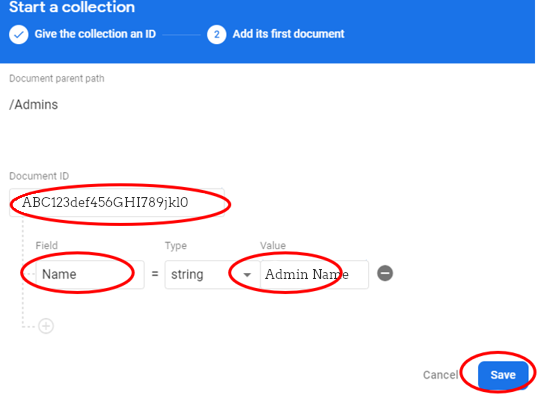 Start a collection
Give the collection an ID
2 Add its first document
Document parent path
/Admins
Document ID
ABC123def456GHI789jkl0
Field Type Value
Name = string Admin Name
Cancel Save